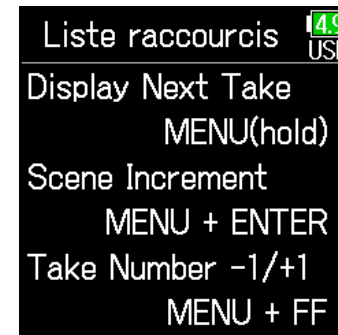 Liste raccourcis
Display Next Take
MENU(hold)
Scene Increment
MENU + ENTER
Take Number -1/+1
MENU + FF